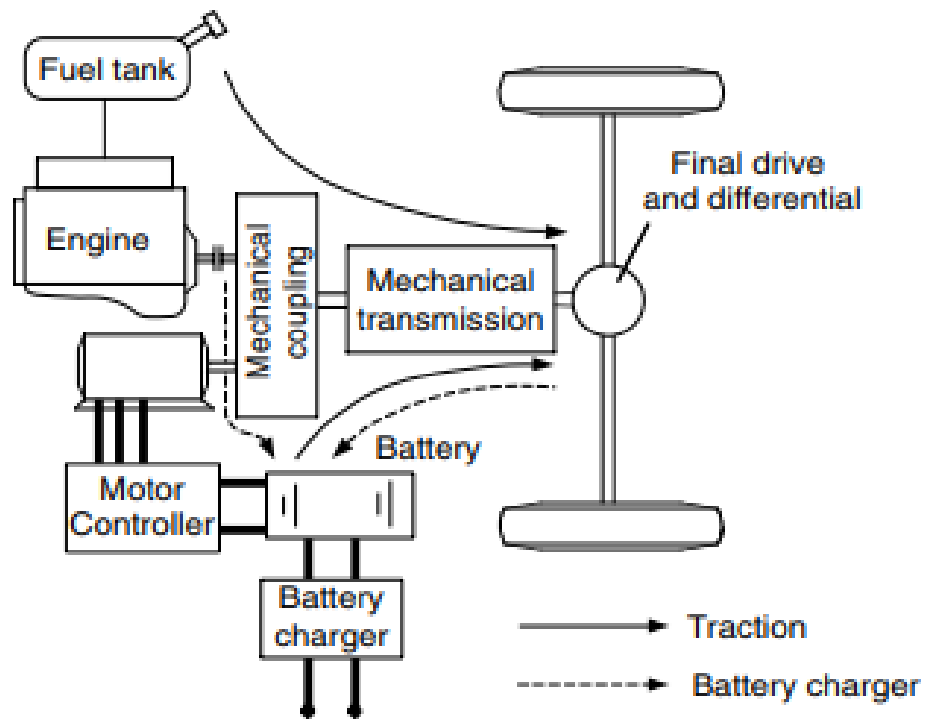 Fuel tank
Final drive
and differential
Engine
Mechanical
coupling
Mechanical
transmission
Battery
Motor
Controller
Battery
charger
Traction
Battery charger